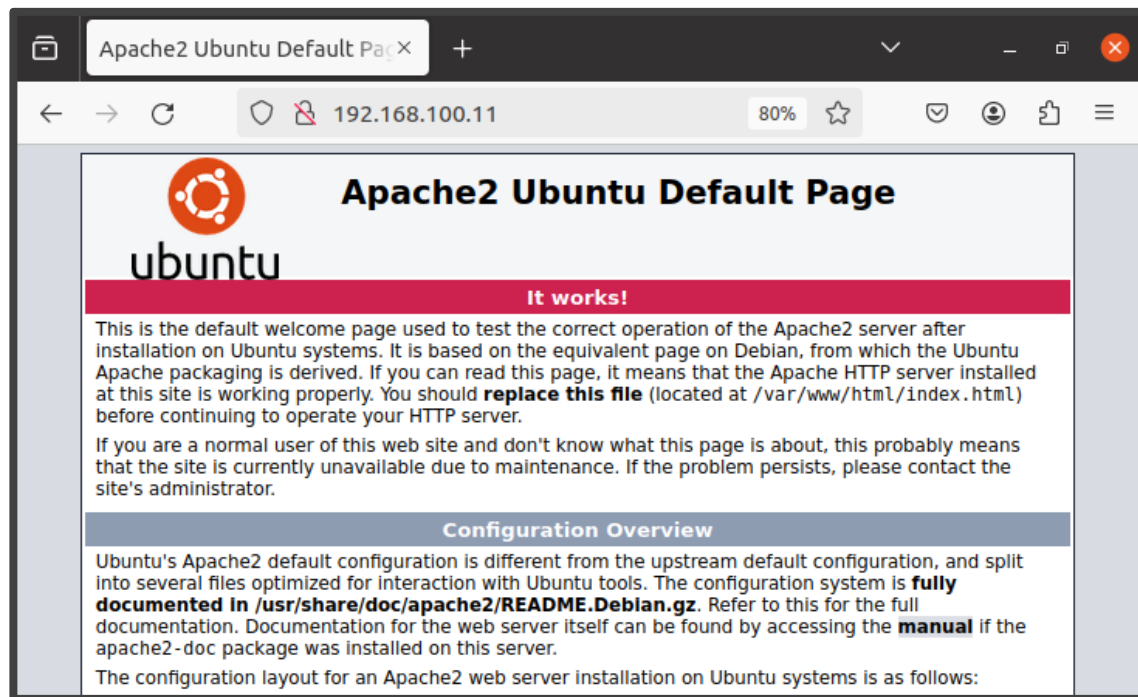 Apache2 Ubuntu Default Pag
192.168.100.11
80%
ubuntu
Apache2 Ubuntu Default Page
It works!
This is the default welcome page used to test the correct operation of the Apache2 server after
installation on Ubuntu systems. It is based on the equivalent page on Debian, from which the Ubuntu
Apache packaging is derived. If you can read this page, it means that the Apache HTTP server installed
at this site is working properly. You should replace this file (located at /var/www/html/index.html)
before continuing to operate your HTTP server.
If you are a normal user of this web site and don't know what this page is about, this probably means
that the site is currently unavailable due to maintenance. If the problem persists, please contact the
site's administrator.
Configuration Overview
Ubuntu's Apache2 default configuration is different from the upstream default configuration, and split
into several files optimized for interaction with Ubuntu tools. The configuration system is fully
documented in /usr/share/doc/apache2/README.Debian.gz. Refer to this for the full
documentation. Documentation for the web server itself can be found by accessing the manual if the
apache2-doc package was installed on this server.
The configuration layout for an Apache2 web server installation on Ubuntu systems is as follows: